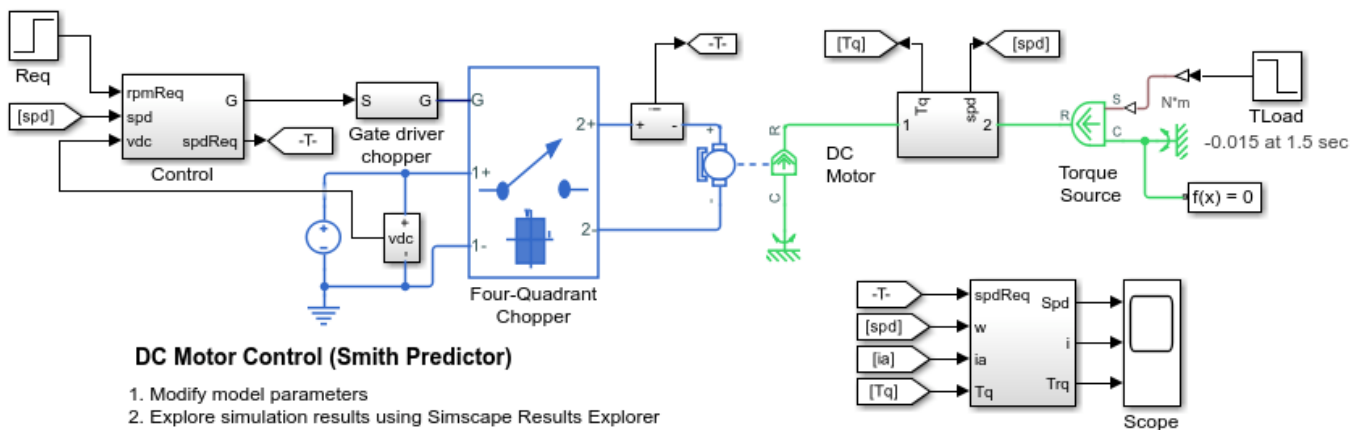 Req
[spd]
rpmReq
spd
vdc
G
spdReq
Control
-T-
S
G
Gate driver
chopper
vdc
+
-
+
-
G
1+
1-
2+
2-
Four-Quadrant
Chopper
-T-
+
-
+
-
R
C
DC
Motor
[Tq]
[spd]
Tq
spd
1
2
R
S
C
N*m
Torque
Source
TLoad
-0.015 at 1.5 sec
f(x) = 0
-T-
[spd]
[ia]
[Tq]
spdReq
w
ia
Tq
Spd
i
Trq
Scope
DC Motor Control (Smith Predictor)
1. Modify model parameters
2. Explore simulation results using Simscape Results Explorer